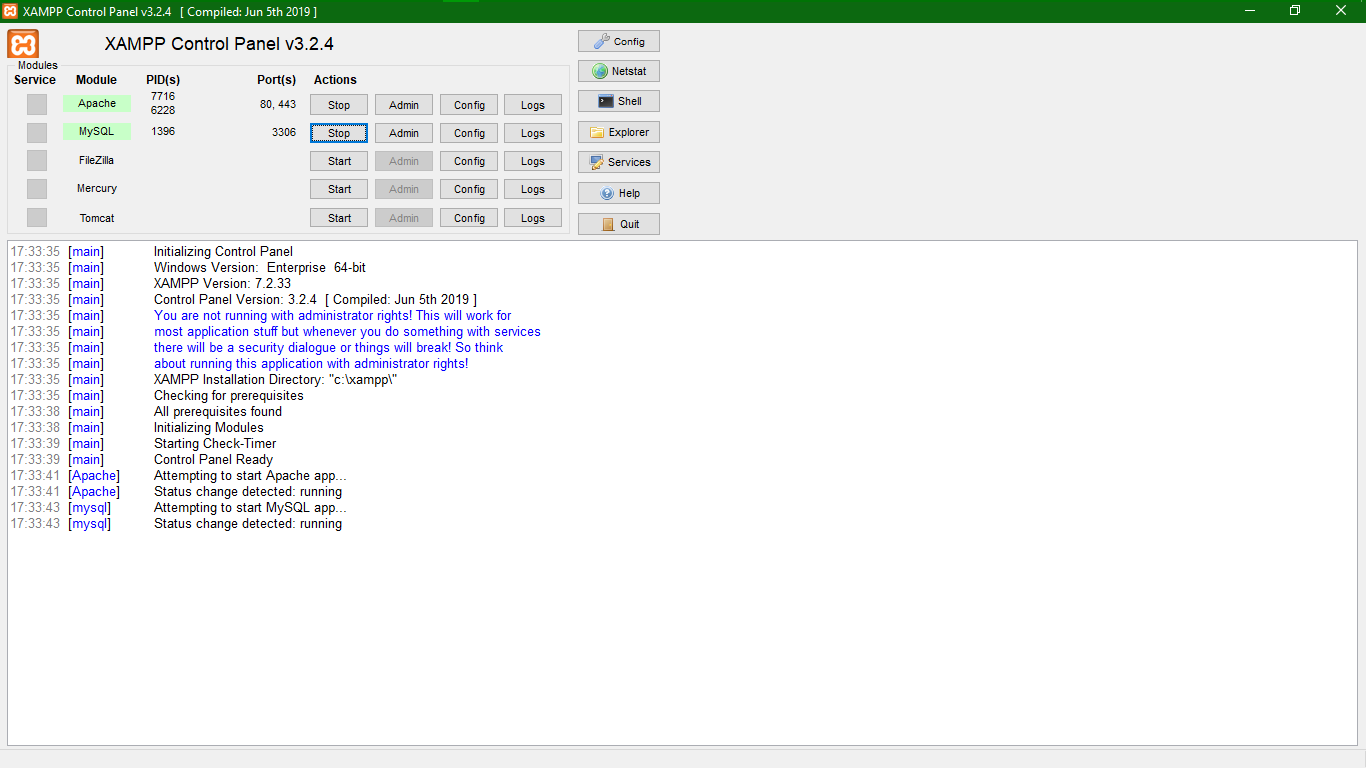 XAMPP Control Panel v3.2.4 [ Compiled: Jun 5th 2019 ]
XAMPP Control Panel v3.2.4
Config
Modules
Service Module PID(s) Port(s) Actions
Netstat
Apache 7716 6228 80, 443 Stop Admin Config Logs
Shell
MySQL 1396 3306 Stop Admin Config Logs
Explorer
FileZilla Start Admin Config Logs
Services
Mercury Start Admin Config Logs
Help
Tomcat Start Admin Config Logs
Quit
17:33:35 [main] Initializing Control Panel
17:33:35 [main] Windows Version: Enterprise 64-bit
17:33:35 [main] XAMPP Version: 7.2.33
17:33:35 [main] Control Panel Version: 3.2.4 [ Compiled: Jun 5th 2019 ]
17:33:35 [main] You are not running with administrator rights! This will work for
17:33:35 [main] most application stuff but whenever you do something with services
17:33:35 [main] there will be a security dialogue or things will break! So think
17:33:35 [main] about running this application with administrator rights!
17:33:35 [main] XAMPP Installation Directory: "c:\xampp\"
17:33:35 [main] Checking for prerequisites
17:33:38 [main] All prerequisites found
17:33:38 [main] Initializing Modules
17:33:39 [main] Starting Check-Timer
17:33:39 [main] Control Panel Ready
17:33:41 [Apache] Attempting to start Apache app...
17:33:41 [Apache] Status change detected: running
17:33:43 [mysql] Attempting to start MySQL app...
17:33:43 [mysql] Status change detected: running